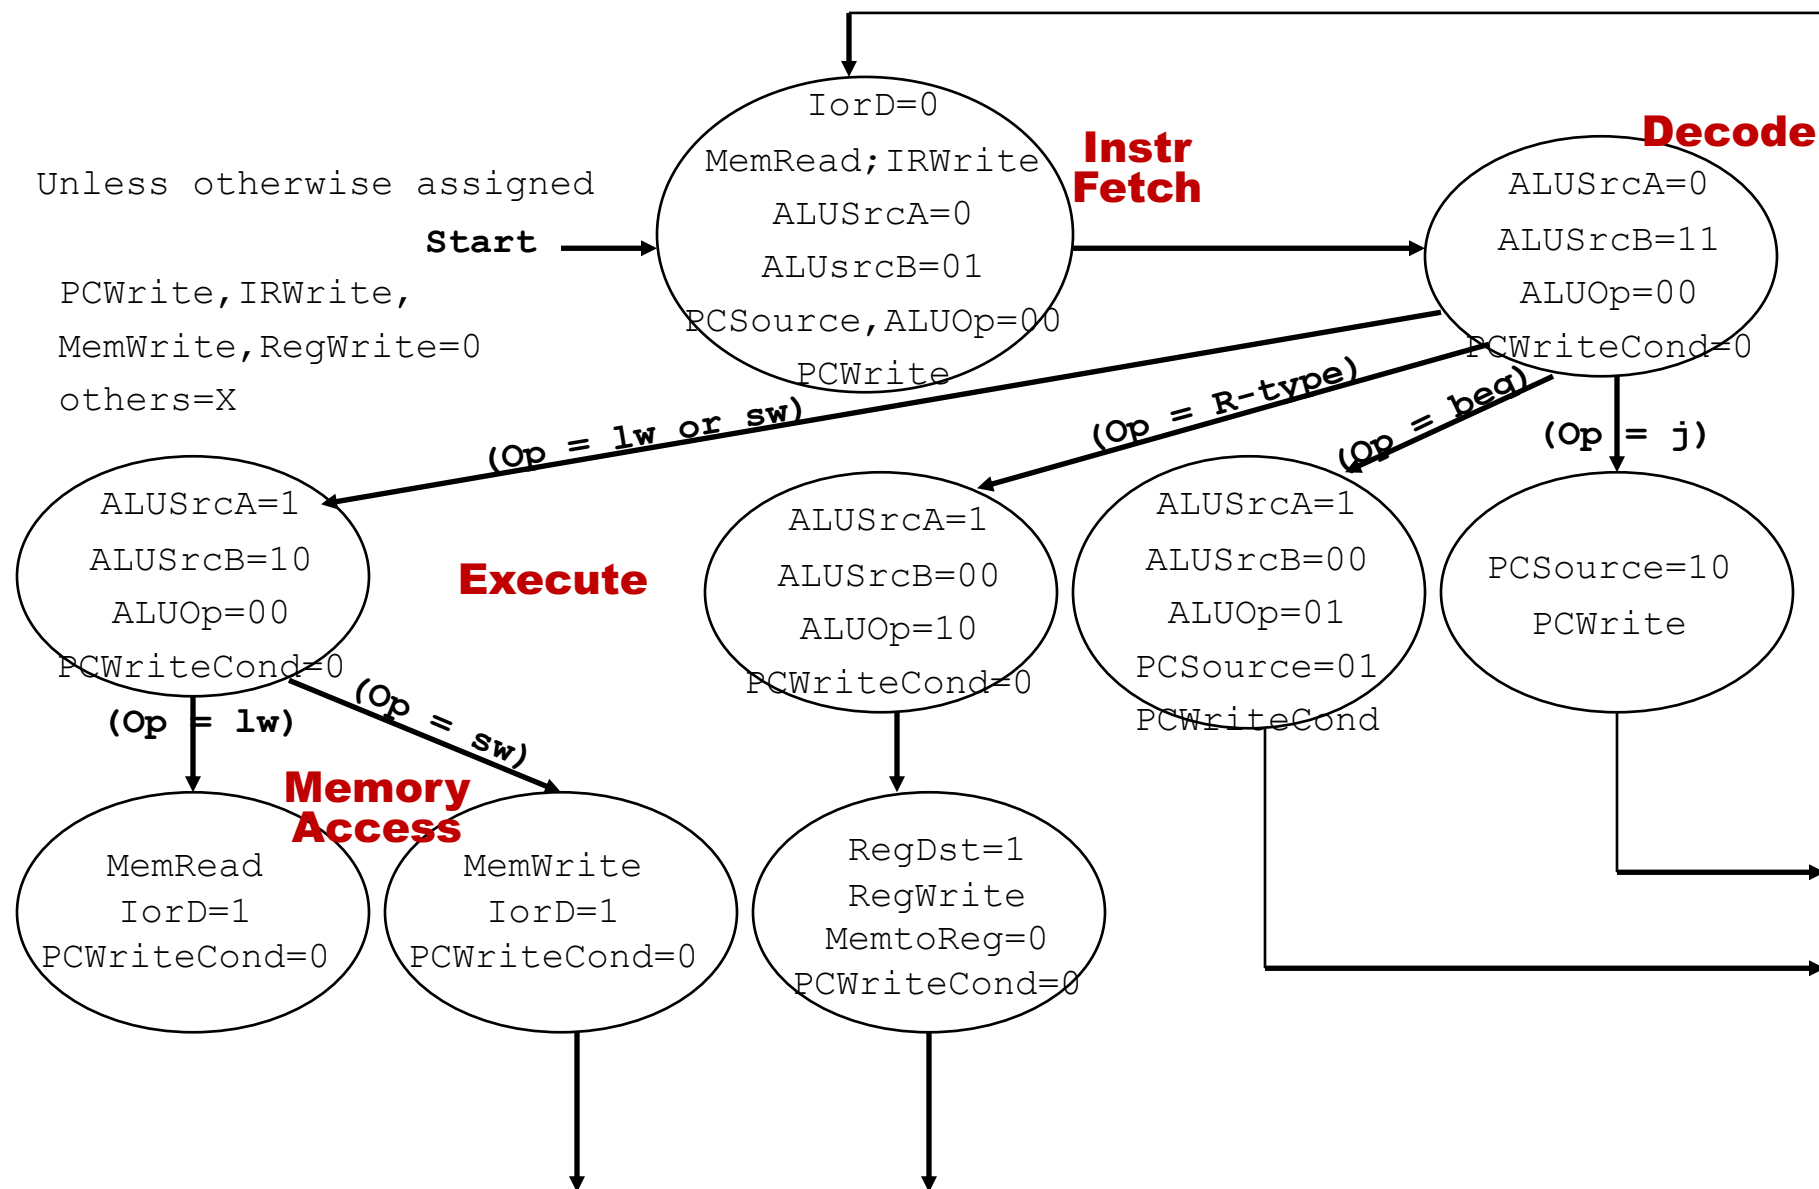 IorD=0
MemRead;IRWrite
ALUSrcA=0
ALUsrcB=01
PCSource,ALUOp=00
PCWrite
Instr
Fetch
Decode
ALUSrcA=0
ALUSrcB=11
ALUOp=00
PCWriteCond=0
Unless otherwise assigned
Start
PCWrite,IRWrite,
MemWrite,RegWrite=0
others=X
(Op = lw or sw)
(Op = R-type)
(Op = beq)
(Op = j)
ALUSrcA=1
ALUSrcB=10
ALUOp=00
PCWriteCond=0
Execute
ALUSrcA=1
ALUSrcB=00
ALUOp=10
PCWriteCond=0
ALUSrcA=1
ALUSrcB=00
ALUOp=01
PCSource=01
PCWriteCond
PCSource=10
PCWrite
(Op = lw)
(Op = sw)
Memory
Access
MemRead
IorD=1
PCWriteCond=0
MemWrite
IorD=1
PCWriteCond=0
RegDst=1
RegWrite
MemtoReg=0
PCWriteCond=0